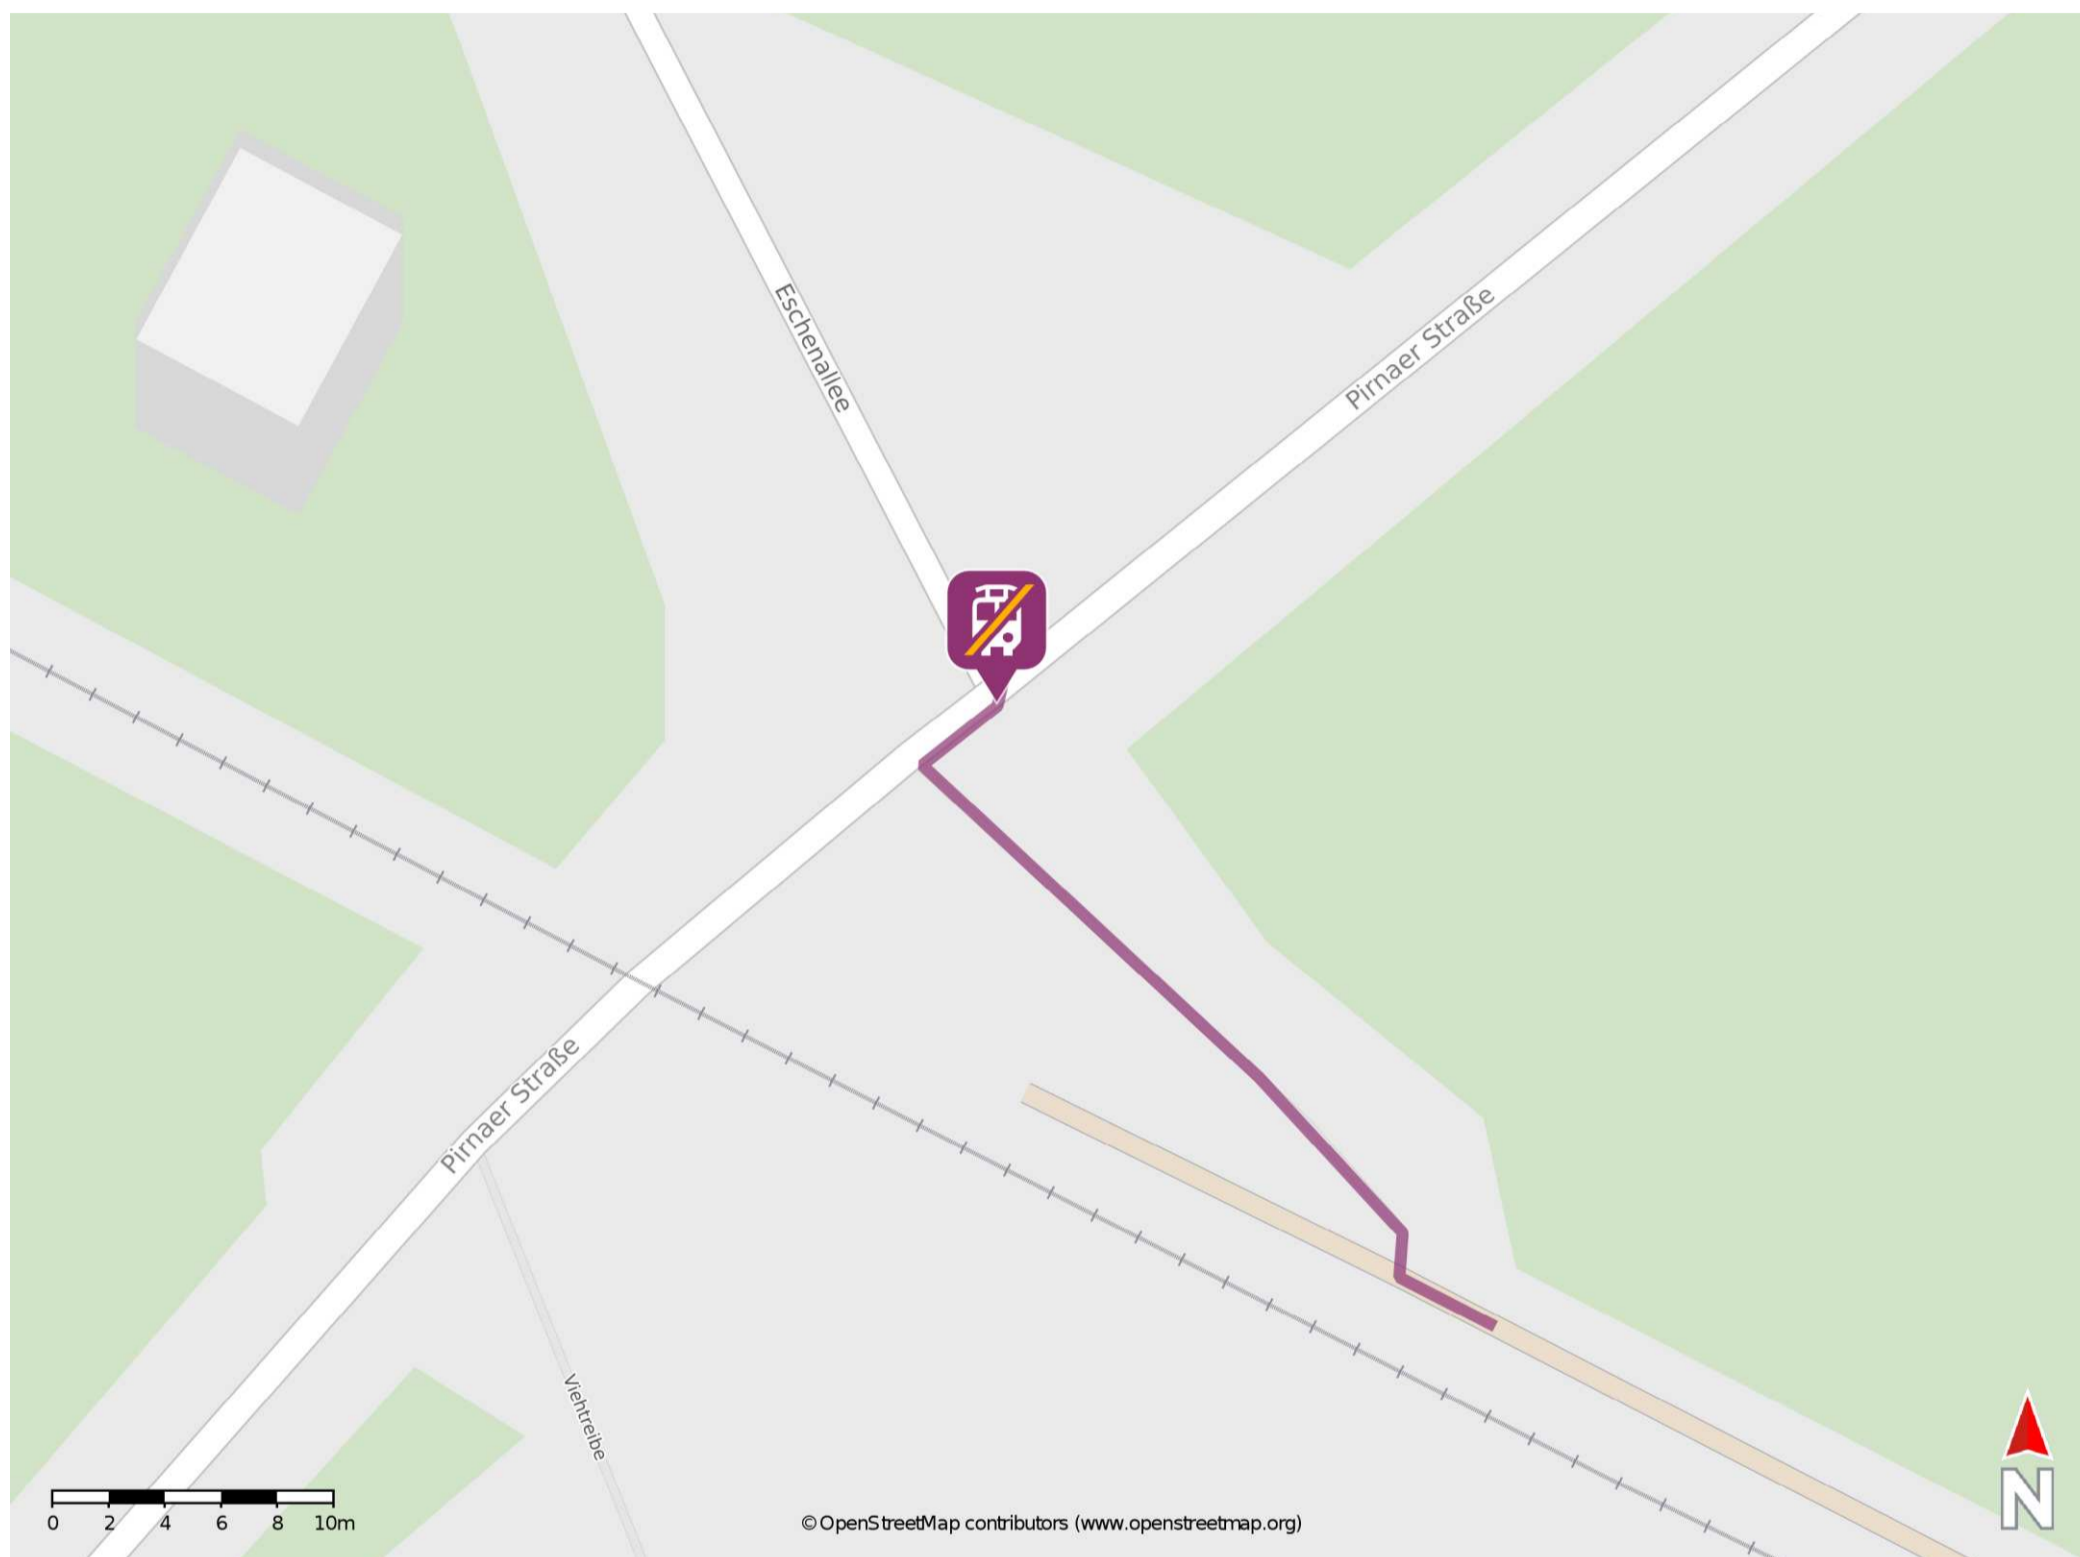 Eschenallee
Pirnaer Straße
Pirnaer Straße
Viehtreibe
0 2 4 6 8 10m
© OpenStreetMap contributors (www.openstreetmap.org)
N